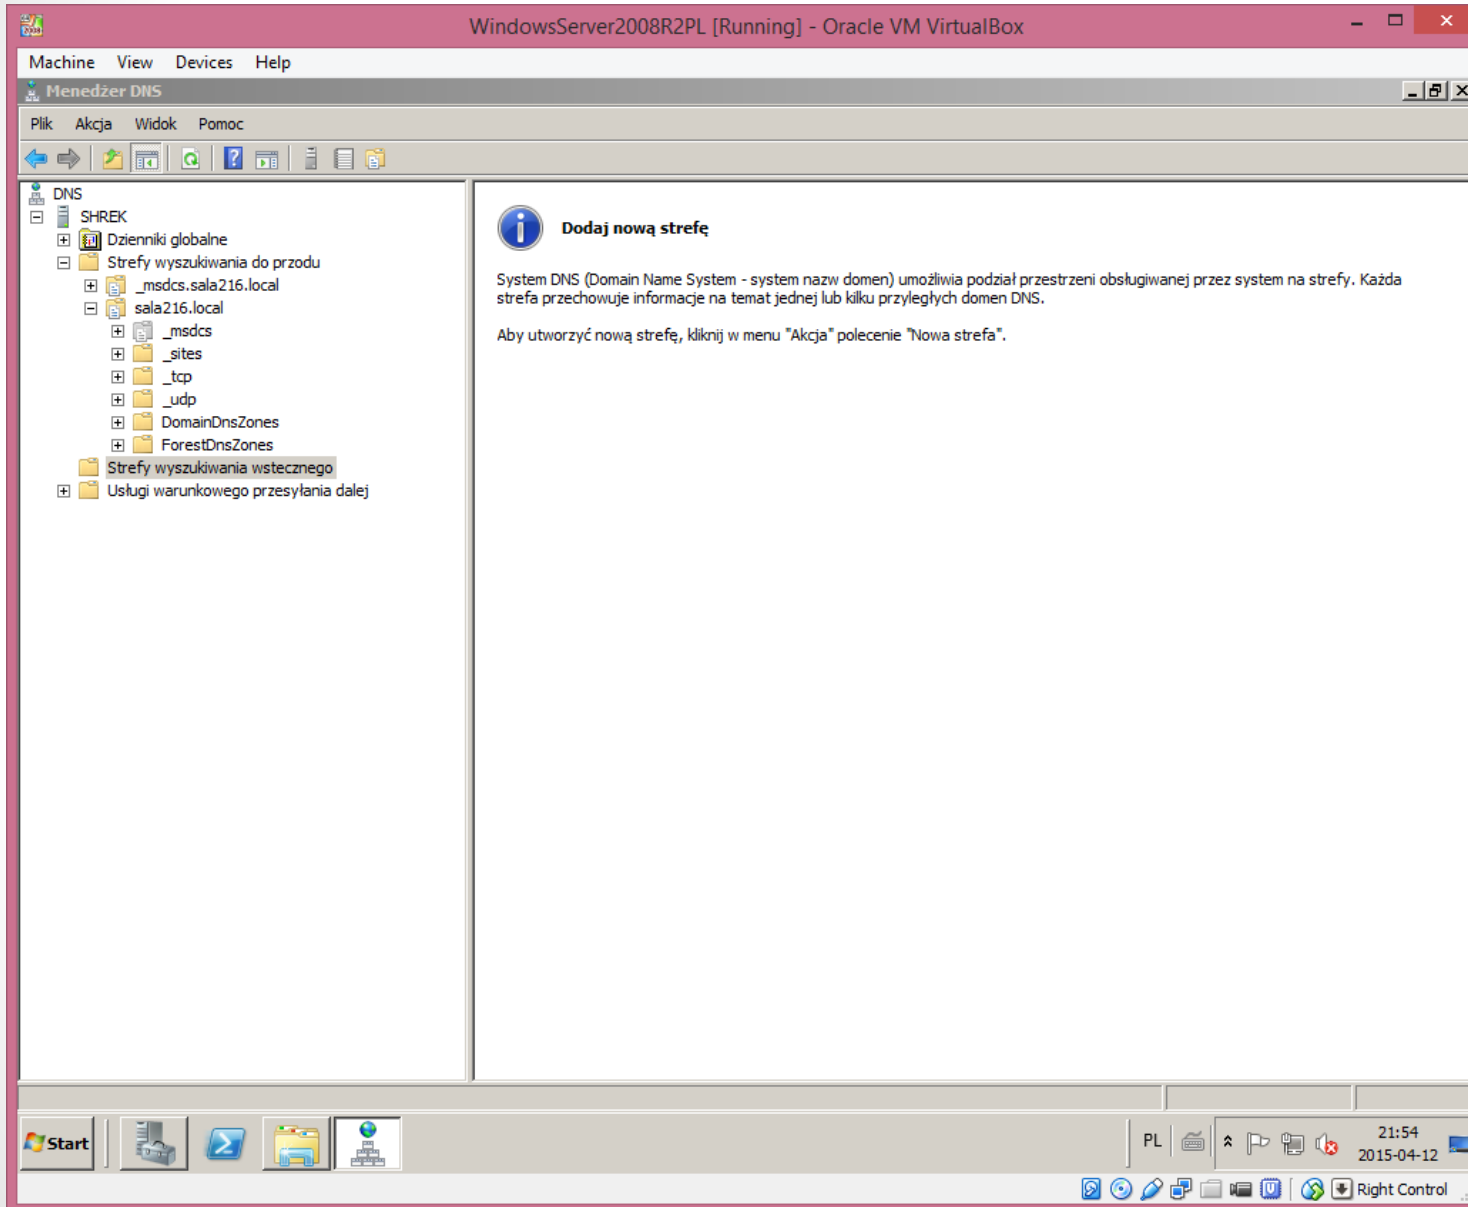 WindowsServer2008R2PL [Running] - Oracle VM VirtualBox
Machine View Devices Help
Menedżer DNS
Plik Akcja Widok Pomoc
DNS
SHREK
Dzienniki globalne
Strefy wyszukiwania do przodu
_msdcs.sala216.local
sala216.local
_msdcs
_sites
_tcp
_udp
DomainDnsZones
ForestDnsZones
Strefy wyszukiwania wstecznego
Usługi warunkowego przesyłania dalej
Dodaj nową strefę
System DNS (Domain Name System - system nazw domen) umożliwia podział przestrzeni obsługiwanej przez system na strefy. Każda
strefa przechowuje informacje na temat jednej lub kilku przyległych domen DNS.
Aby utworzyć nową strefę, kliknij w menu "Akcja" polecenie "Nowa strefa".
Start
PL
21:54
2015-04-12
Right Control